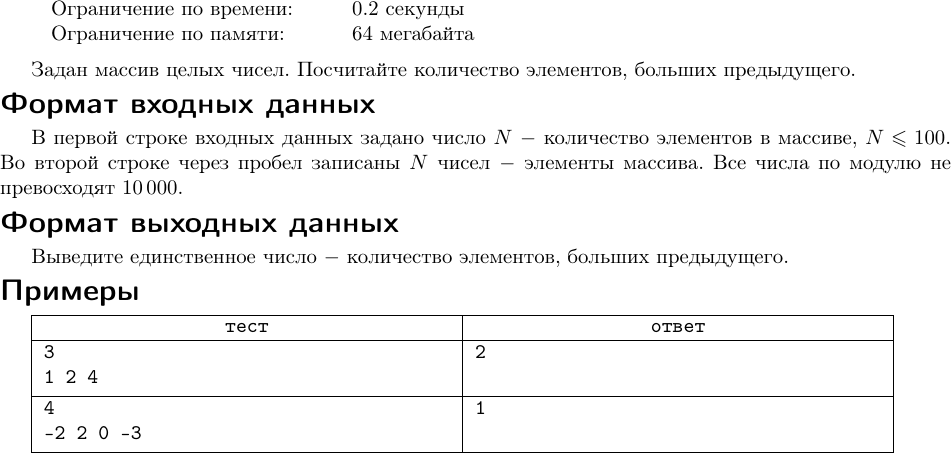 Ограничение по времени: 0.2 секунды
Ограничение по памяти: 64 мегабайта
Задан массив целых чисел. Посчитайте количество элементов, больших предыдущего.
Формат входных данных
В первой строке входных данных задано число N − количество элементов в массиве, N ⩽ 100.
Во второй строке через пробел записаны N чисел − элементы массива. Все числа по модулю не
превосходят 10 000.
Формат выходных данных
Выведите единственное число − количество элементов, больших предыдущего.
Примеры
тест ответ
3 2
1 2 4
4 1
-2 2 0 -3